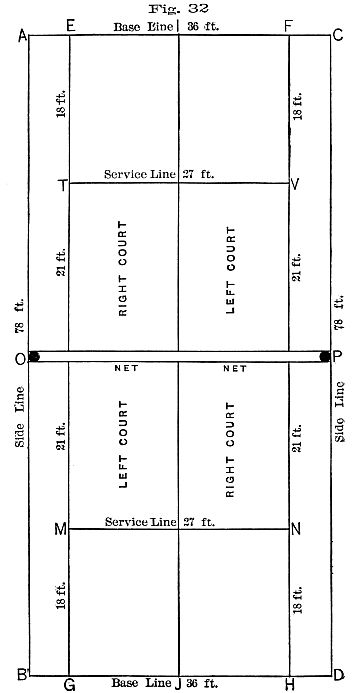 Fig. 32
A E Base Line 36 ft. F C
18 ft. 18 ft.
Service Line 27 ft.
T V
21 ft. RIGHT COURT LEFT COURT 21 ft.
78 ft. 78 ft.
O P
NET NET
Side Line Side Line
21 ft. LEFT COURT RIGHT COURT 21 ft.
M Service Line 27 ft. N
18 ft. 18 ft.
B G Base Line J 36 ft. H D